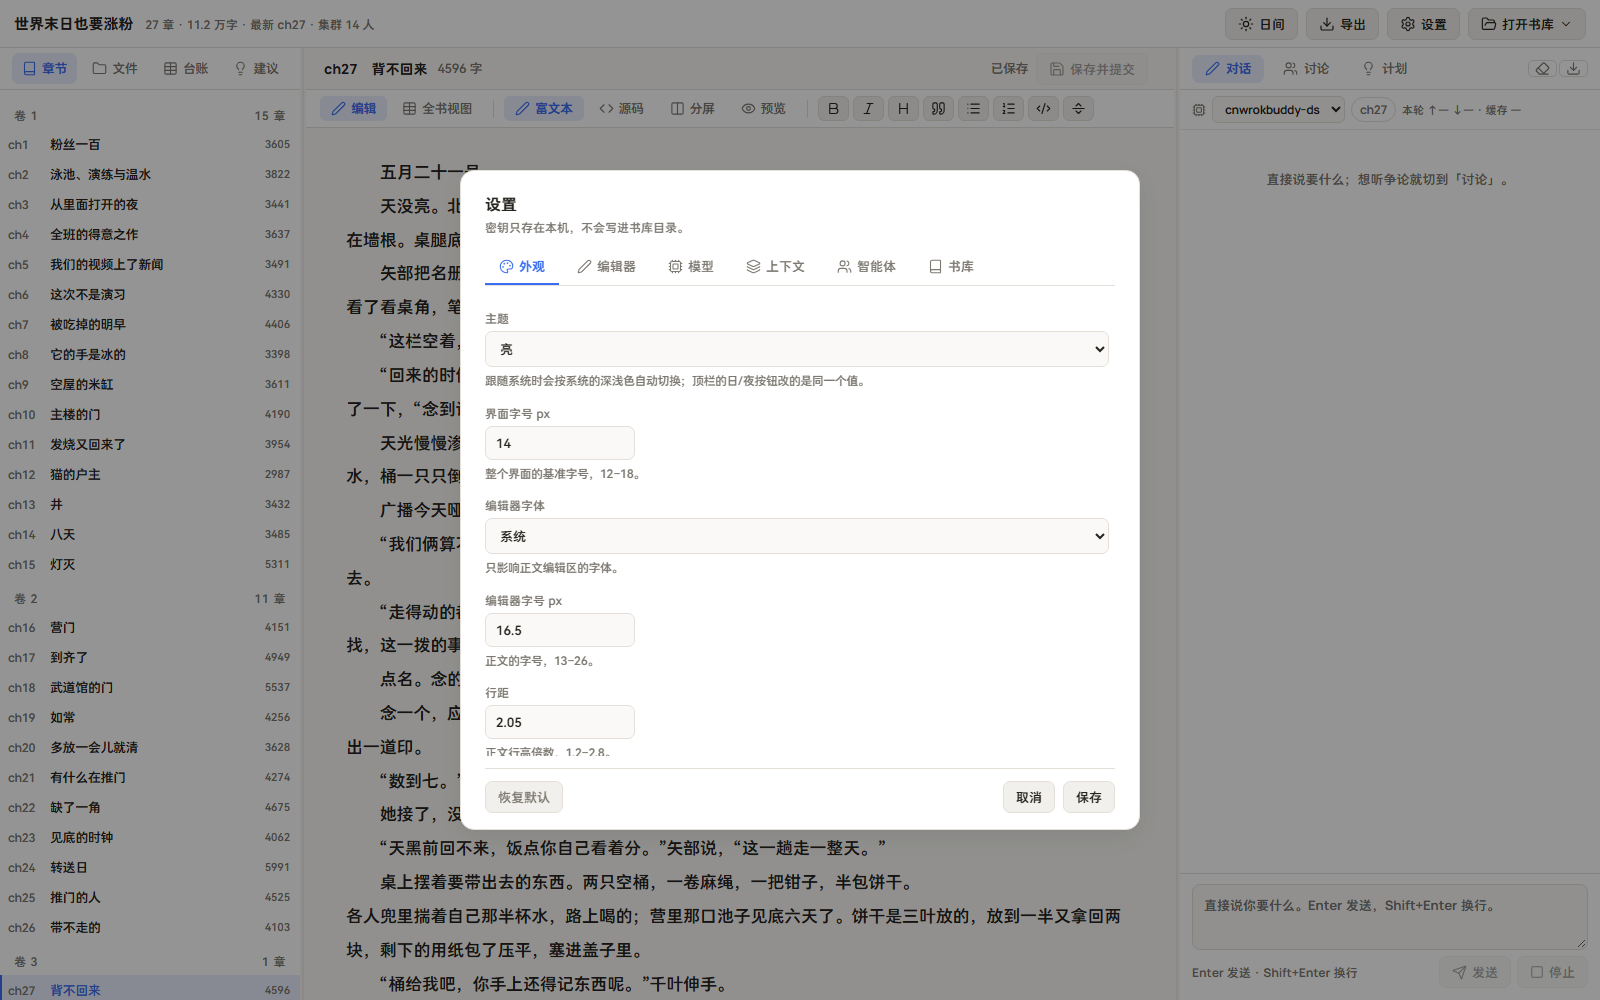 世界末日也要涨粉 27 章 · 11.2 万字 · 最新 ch27 · 集群 14 人
日间 导出 设置 打开书库
章节 文件 台账 建议
卷 1 15 章
ch1 粉丝一百 3605
ch2 泳池、演练与温水 3822
ch3 从里面打开的夜 3441
ch4 全班的得意之作 3637
ch5 我们的视频上了新闻 3491
ch6 这次不是演习 4330
ch7 被吃掉的明早 4406
ch8 它的手是冰的 3398
ch9 空屋的米缸 3611
ch10 主楼的门 4190
ch11 发烧又回来了 3954
ch12 猫的户主 2987
ch13 井 3432
ch14 八天 3485
ch15 灯灭 5311
卷 2 11 章
ch16 营门 4151
ch17 到齐了 4949
ch18 武道馆的门 5537
ch19 如常 4256
ch20 多放一会儿就清 3628
ch21 有什么在推门 4274
ch22 缺了一角 4675
ch23 见底的时钟 4062
ch24 转送日 5991
ch25 推门的人 4525
ch26 带不走的 4103
卷 3 1 章
ch27 背不回来 4596
ch27 背不回来 4596 字 已保存 保存并提交
编辑 全书视图 富文本 源码 分屏 预览 B I H
五月二十一号
天没亮。北
在墙根。桌腿底
矢部把名册
看了看桌角，笔
“这栏空着，
“回来的时候
了一下，“念到
天光慢慢渗
水，桶一只只倒
广播今天哑
“我们俩算不
去。
“走得动的都
找，这一拨的事
点名。念的
念一个，应
出一道印。
“数到七。”
她接了，没
“天黑前回不来，饭点你自己看着分。”矢部说，“这一趟走一整天。”
桌上摆着要带出去的东西。两只空桶，一卷麻绳，一把钳子，半包饼干。
各人兜里揣着自己那半杯水，路上喝的；营里那口池子见底六天了。饼干是三叶放的，放到一半又拿回两
块，剩下的用纸包了压平，塞进盖子里。
“桶给我吧，你手上还得记东西呢。”千叶伸手。
设置
密钥只存在本机，不会写进书库目录。
外观 编辑器 模型 上下文 智能体 书库
主题
亮
跟随系统时会按系统的深浅色自动切换；顶栏的日/夜按钮改的是同一个值。
界面字号 px
14
整个界面的基准字号，12–18。
编辑器字体
系统
只影响正文编辑区的字体。
编辑器字号 px
16.5
正文的字号，13–26。
行距
2.05
正文行高倍数，1.2–2.8。
恢复默认 取消 保存
对话 讨论 计划
cnwrokbuddy-ds ch27 本轮 ↑— ↓— · 缓存 —
直接说要什么；想听争论就切到「讨论」。
直接说你要什么。Enter 发送，Shift+Enter 换行。
Enter 发送 · Shift+Enter 换行 发送 停止